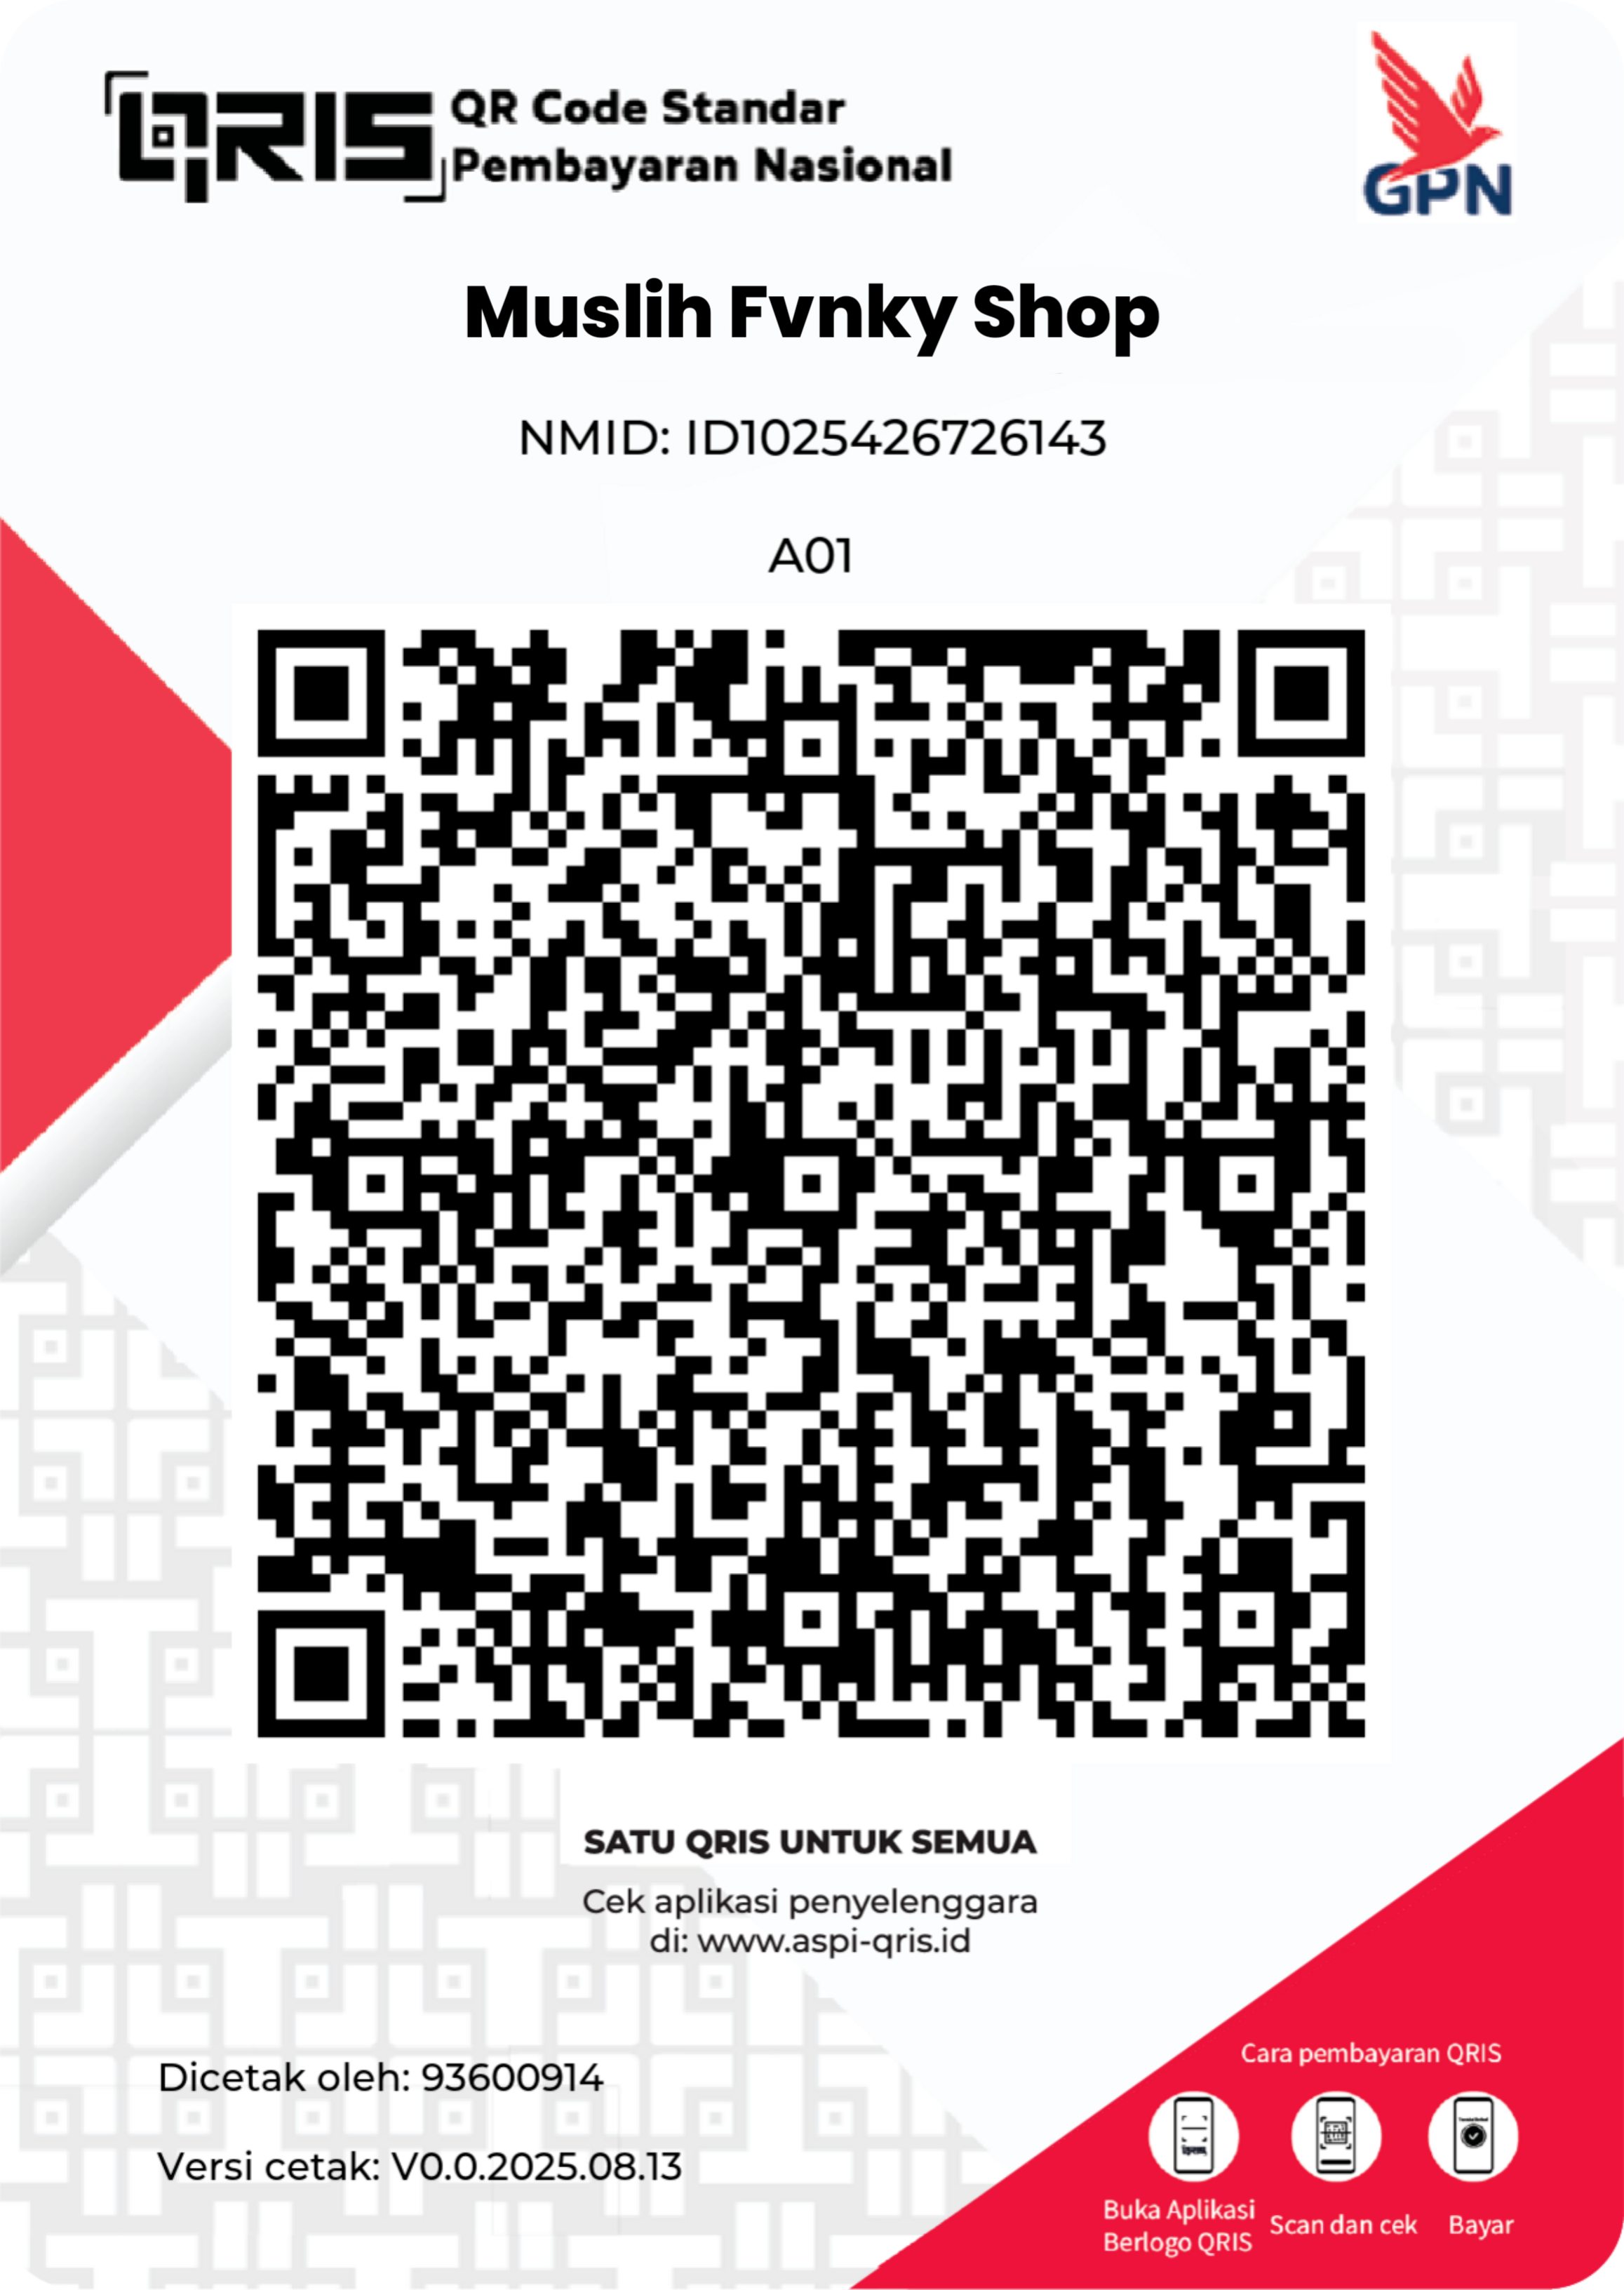 QRIS
QR Code Standar
Pembayaran Nasional
GPN
Muslih Fvnky Shop
NMID: ID1025426726143
A01
SATU QRIS UNTUK SEMUA
Cek aplikasi penyelenggara
di: www.aspi-qris.id
Dicetak oleh: 93600914
Versi cetak: V0.0.2025.08.13
Cara pembayaran QRIS
Buka Aplikasi
Berlogo QRIS
Scan dan cek
Bayar